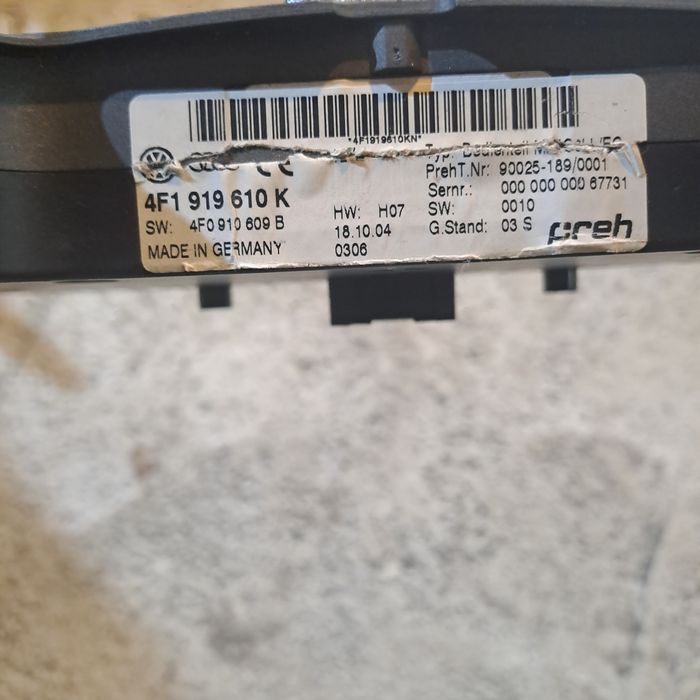 *4F1919610KN*
Typ: Bedienteil
4F1 919 610 K
PrehT.Nr: 90025-189/0001
Sernr.: 000 000 000 67731
SW: 4F0 910 609 B
HW: H07
SW: 0010
18.10.04
G.Stand: 03 S
preh
MADE IN GERMANY
0306